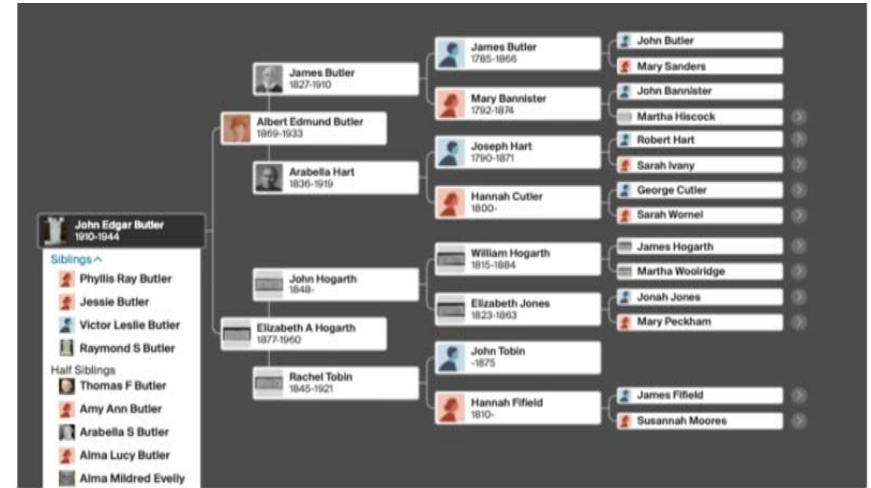 John Edgar Butler
1910-1944
Siblings
Phyllis Ray Butler
Jessie Butler
Victor Leslie Butler
Raymond S Butler
Half Siblings
Thomas F Butler
Amy Ann Butler
Arabella S Butler
Alma Lucy Butler
Alma Mildred Evelly
Albert Edmund Butler
1869-1933
Elizabeth A Hogarth
1877-1960
James Butler
1827-1910
Arabella Hart
1836-1919
John Hogarth
1848-
Rachel Tobin
1845-1921
James Butler
1785-1866
Mary Bannister
1792-1874
Joseph Hart
1790-1871
Hannah Cutler
1800-
William Hogarth
1815-1884
Elizabeth Jones
1823-1863
John Tobin
-1875
Hannah Fifield
1810-
John Butler
Mary Sanders
John Bannister
Martha Hiscock
Robert Hart
Sarah Ivany
George Cutler
Sarah Wornel
James Hogarth
Martha Woolridge
Jonah Jones
Mary Peckham
James Fifield
Susannah Moores